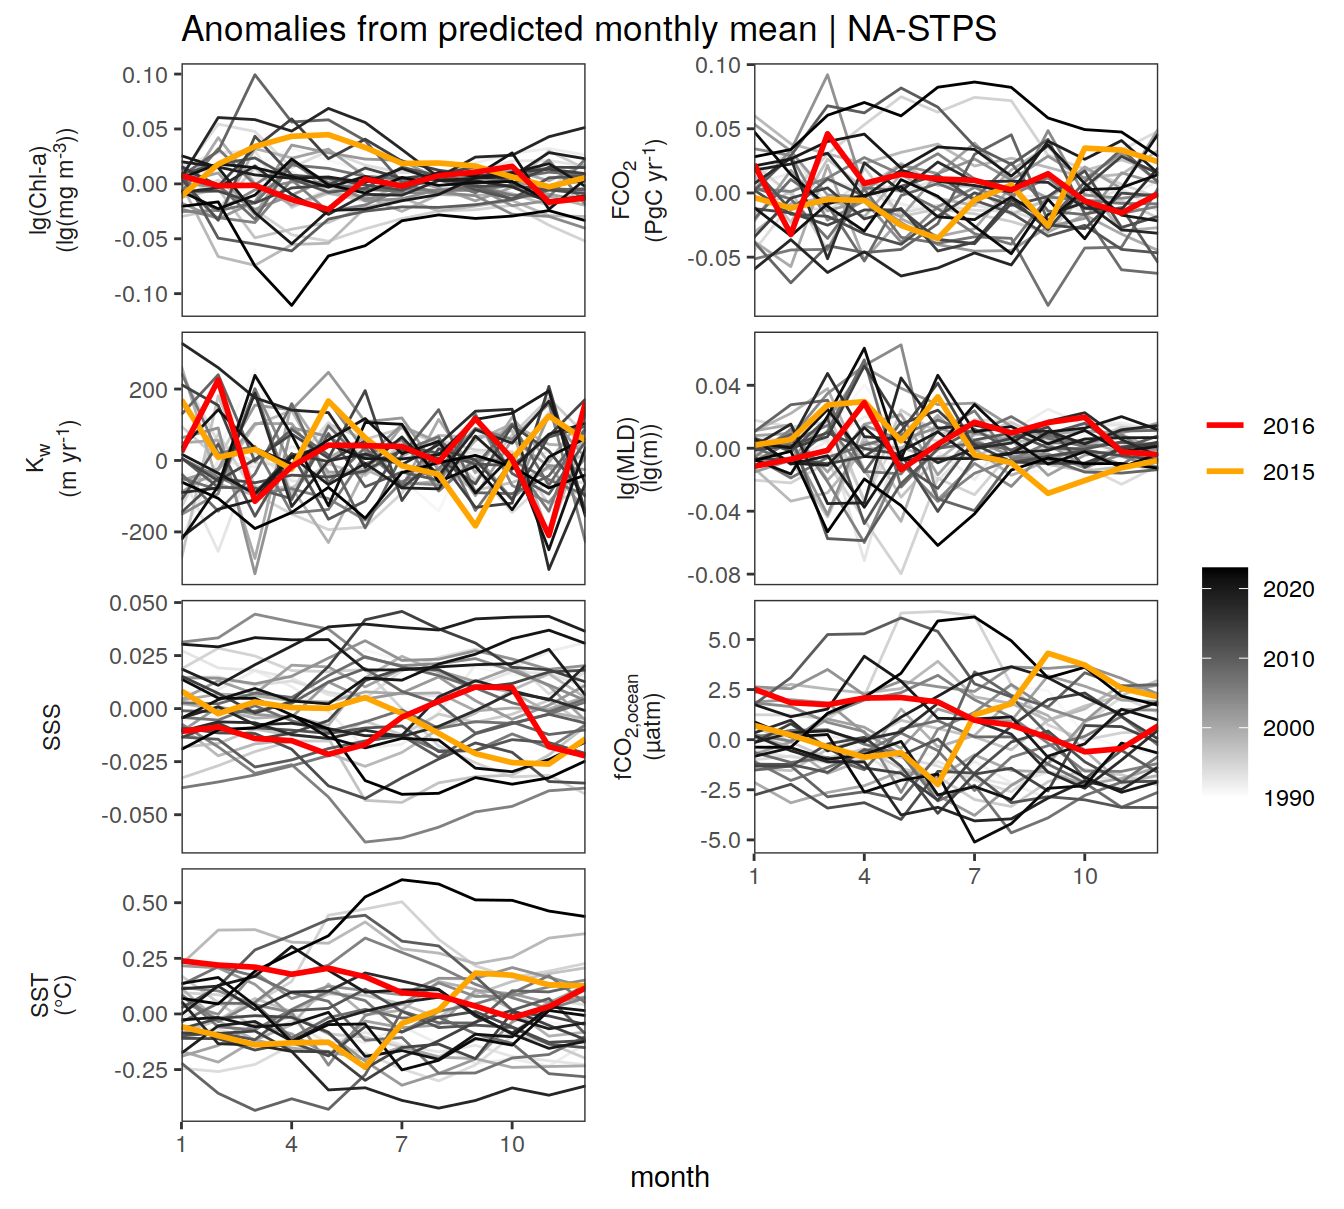 Anomalies from predicted monthly mean | NA-STPS
lg(Chl-a)
(lg(mg m-3))
0.10
0.05
0.00
-0.05
-0.10
FCO2
(PgC yr-1)
0.10
0.05
0.00
-0.05
Kw
(m yr-1)
200
0
-200
lg(MLD)
(lg(m))
0.04
0.00
-0.04
-0.08
SSS
0.050
0.025
0.000
-0.025
-0.050
fCO2,ocean
(µatm)
5.0
2.5
0.0
-2.5
-5.0
1 4 7 10
SST
(°C)
0.50
0.25
0.00
-0.25
1 4 7 10
month
2016
2015
2020
2010
2000
1990